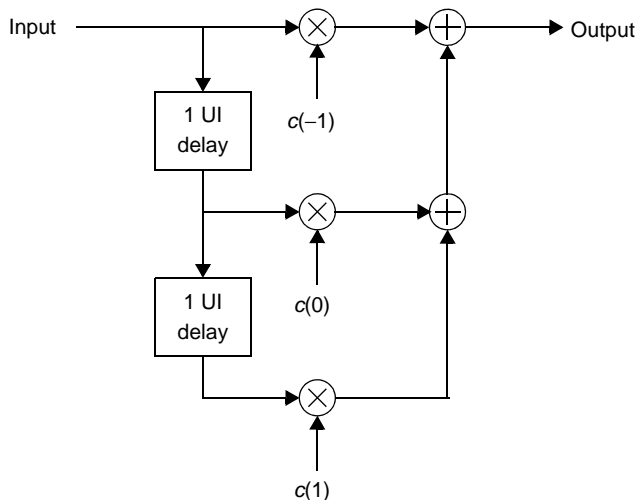 Input
Output
c(−1)
1 UI
delay
c(0)
1 UI
delay
c(1)